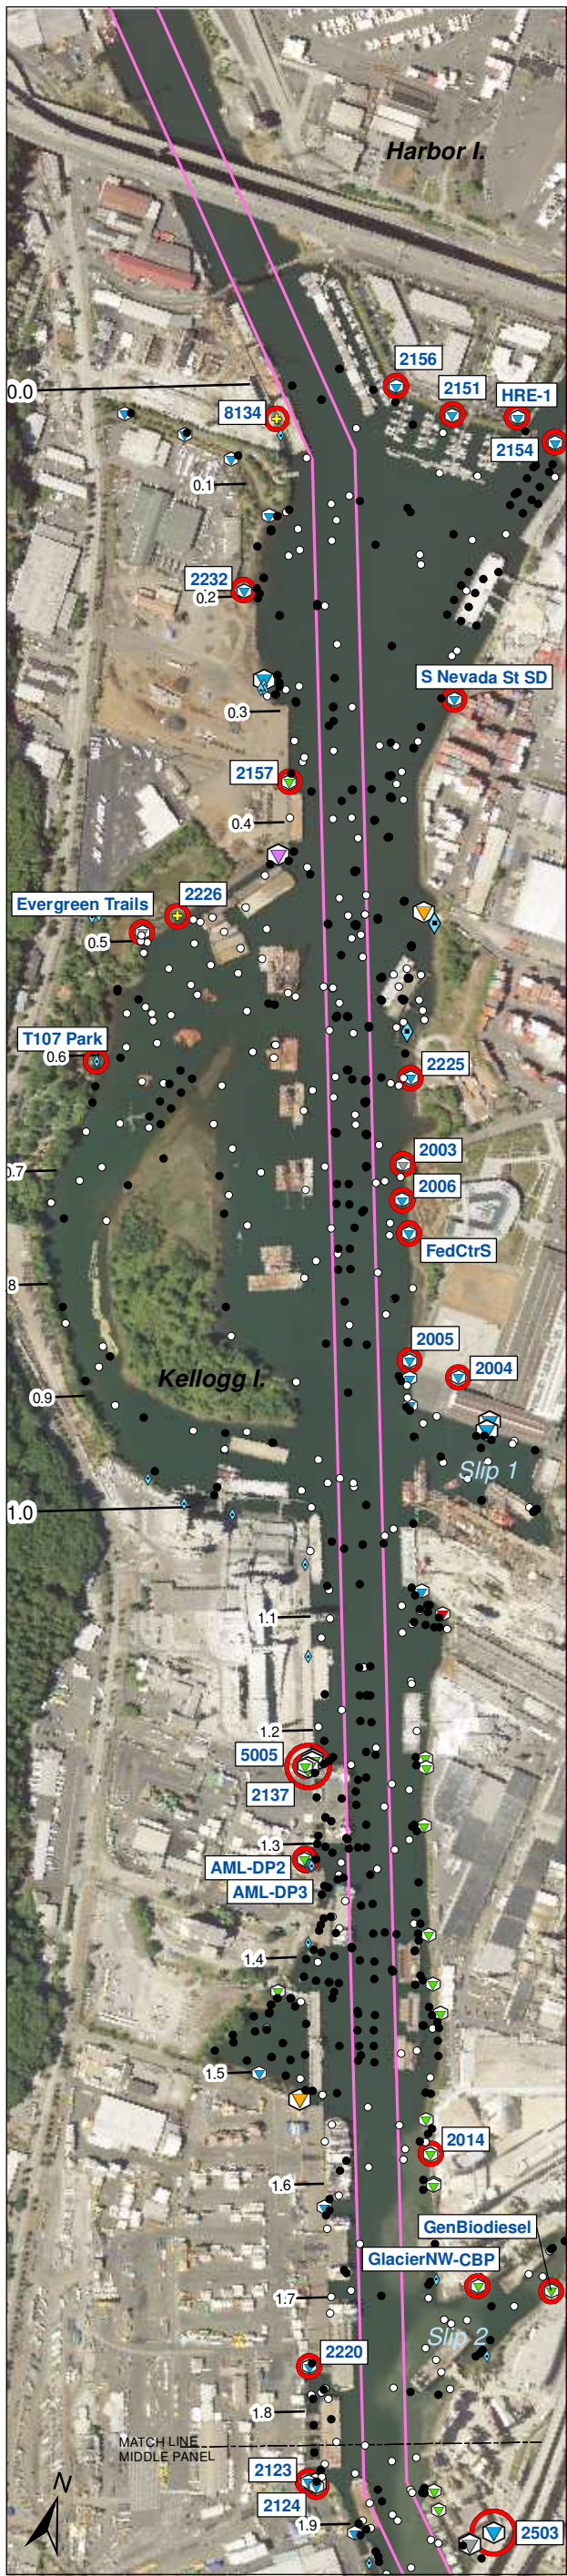 Harbor I.
0.0
2156
2151
HRE-1
8134
2154
0.1
2232
0.2
S Nevada St SD
0.3
2157
0.4
2226
Evergreen Trails
0.5
T107 Park
0.6
2225
2003
0.7
2006
FedCtrS
8
2005
2004
Kellogg I.
0.9
Slip 1
1.0
1.1
1.2
5005
2137
1.3
AML-DP2
AML-DP3
1.4
1.5
2014
1.6
GenBiodiesel
GlacierNW-CBP
1.7
Slip 2
2220
1.8
MATCH LINE
MIDDLE PANEL
2123
N
2124
1.9
2503